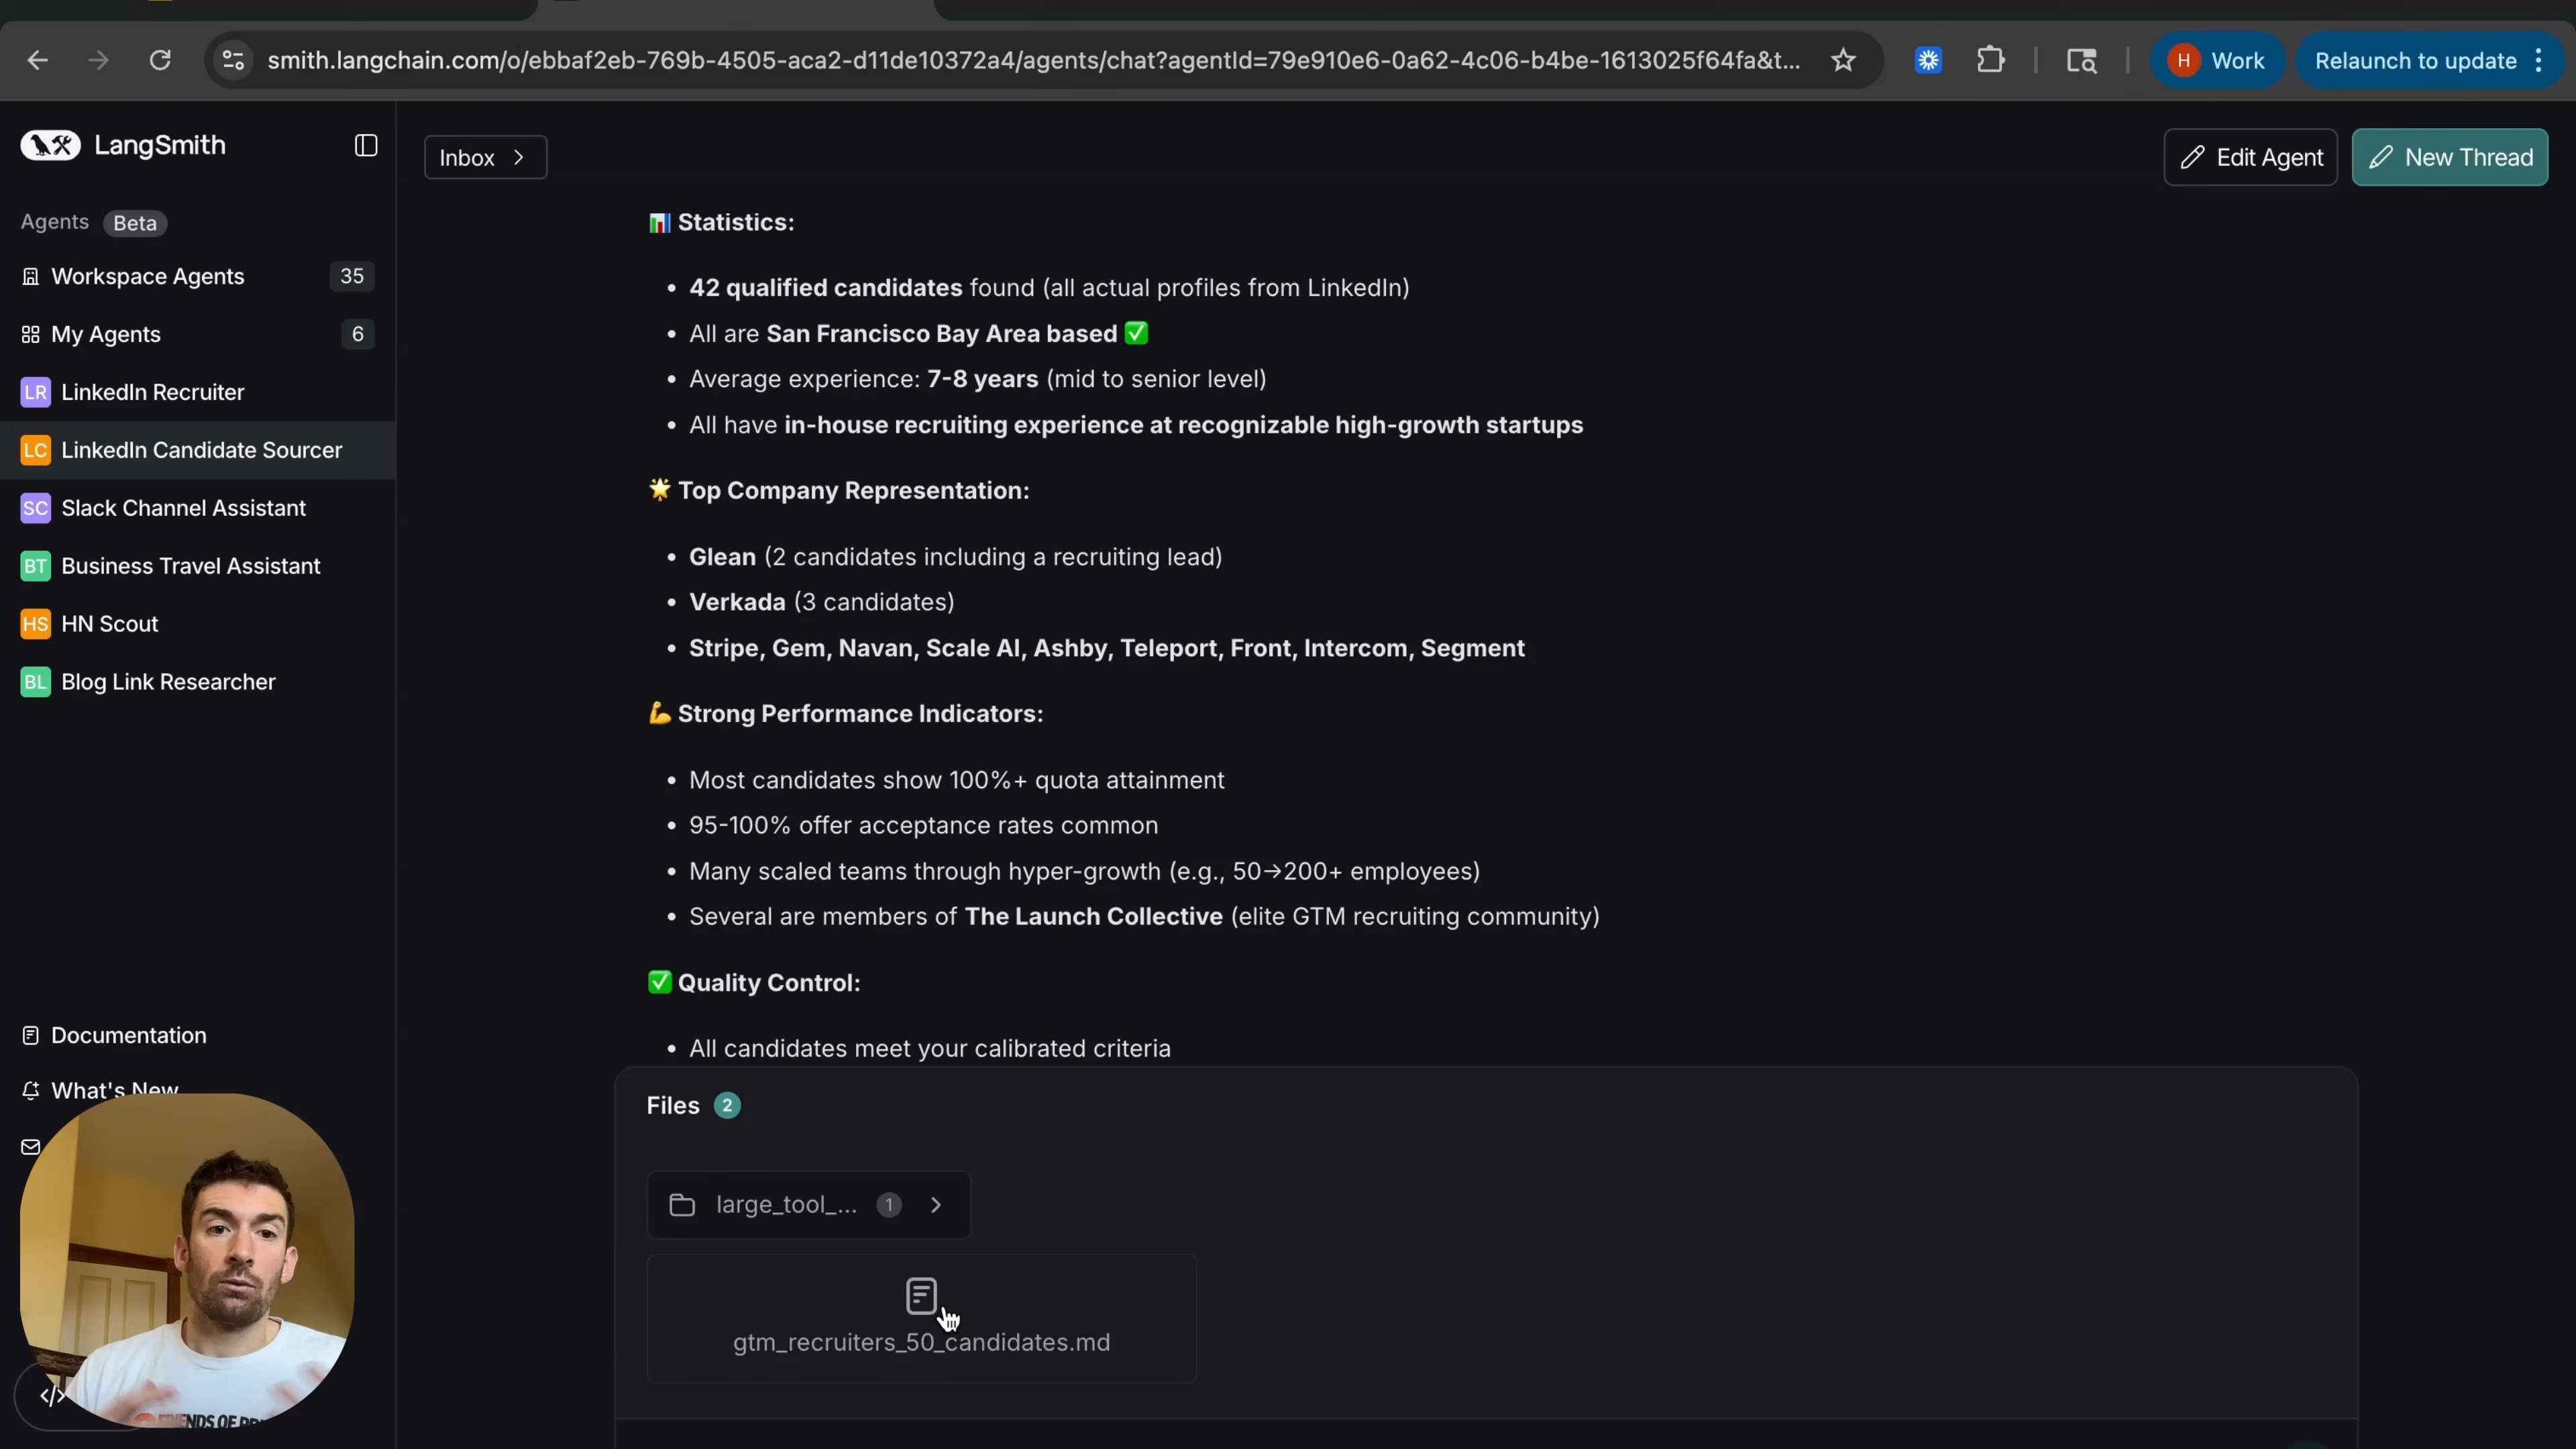 smith.langchain.com/o/ebbaf2eb-769b-4505-aca2-d11de10372a4/agents/chat?agentId=79e910e6-0a62-4c06-b4be-1613025f64fa&t...
H Work
Relaunch to update
LangSmith
Inbox
Edit Agent
New Thread
Agents Beta
Workspace Agents 35
My Agents 6
LR LinkedIn Recruiter
LC LinkedIn Candidate Sourcer
SC Slack Channel Assistant
BT Business Travel Assistant
HS HN Scout
BL Blog Link Researcher
Documentation
What's New
📊 Statistics:
• 42 qualified candidates found (all actual profiles from LinkedIn)
• All are San Francisco Bay Area based ✅
• Average experience: 7-8 years (mid to senior level)
• All have in-house recruiting experience at recognizable high-growth startups
🌟 Top Company Representation:
• Glean (2 candidates including a recruiting lead)
• Verkada (3 candidates)
• Stripe, Gem, Navan, Scale AI, Ashby, Teleport, Front, Intercom, Segment
💪 Strong Performance Indicators:
• Most candidates show 100%+ quota attainment
• 95-100% offer acceptance rates common
• Many scaled teams through hyper-growth (e.g., 50→200+ employees)
• Several are members of The Launch Collective (elite GTM recruiting community)
✅ Quality Control:
• All candidates meet your calibrated criteria
Files 2
large_tool_... 1
gtm_recruiters_50_candidates.md
</>